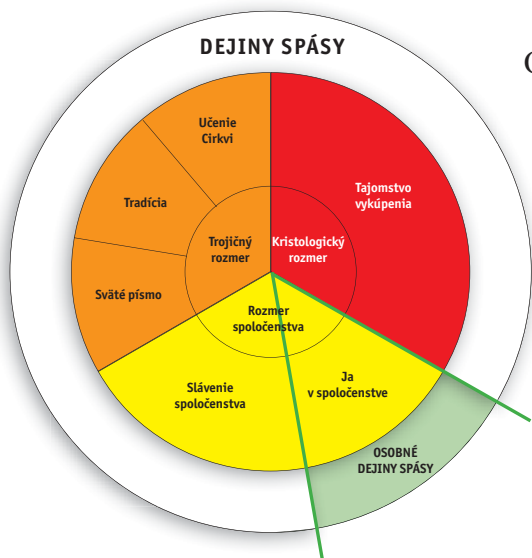 DEJINY SPÁSY
Učenie
Cirkvi
Tradícia
Sväté písmo
Trojičný
rozmer
Kristologický
rozmer
Tajomstvo
vykúpenia
Rozmer
spoločenstva
Slávenie
spoločenstva
Ja
v spoločenstve
OSOBNÉ
DEJINY SPÁSY